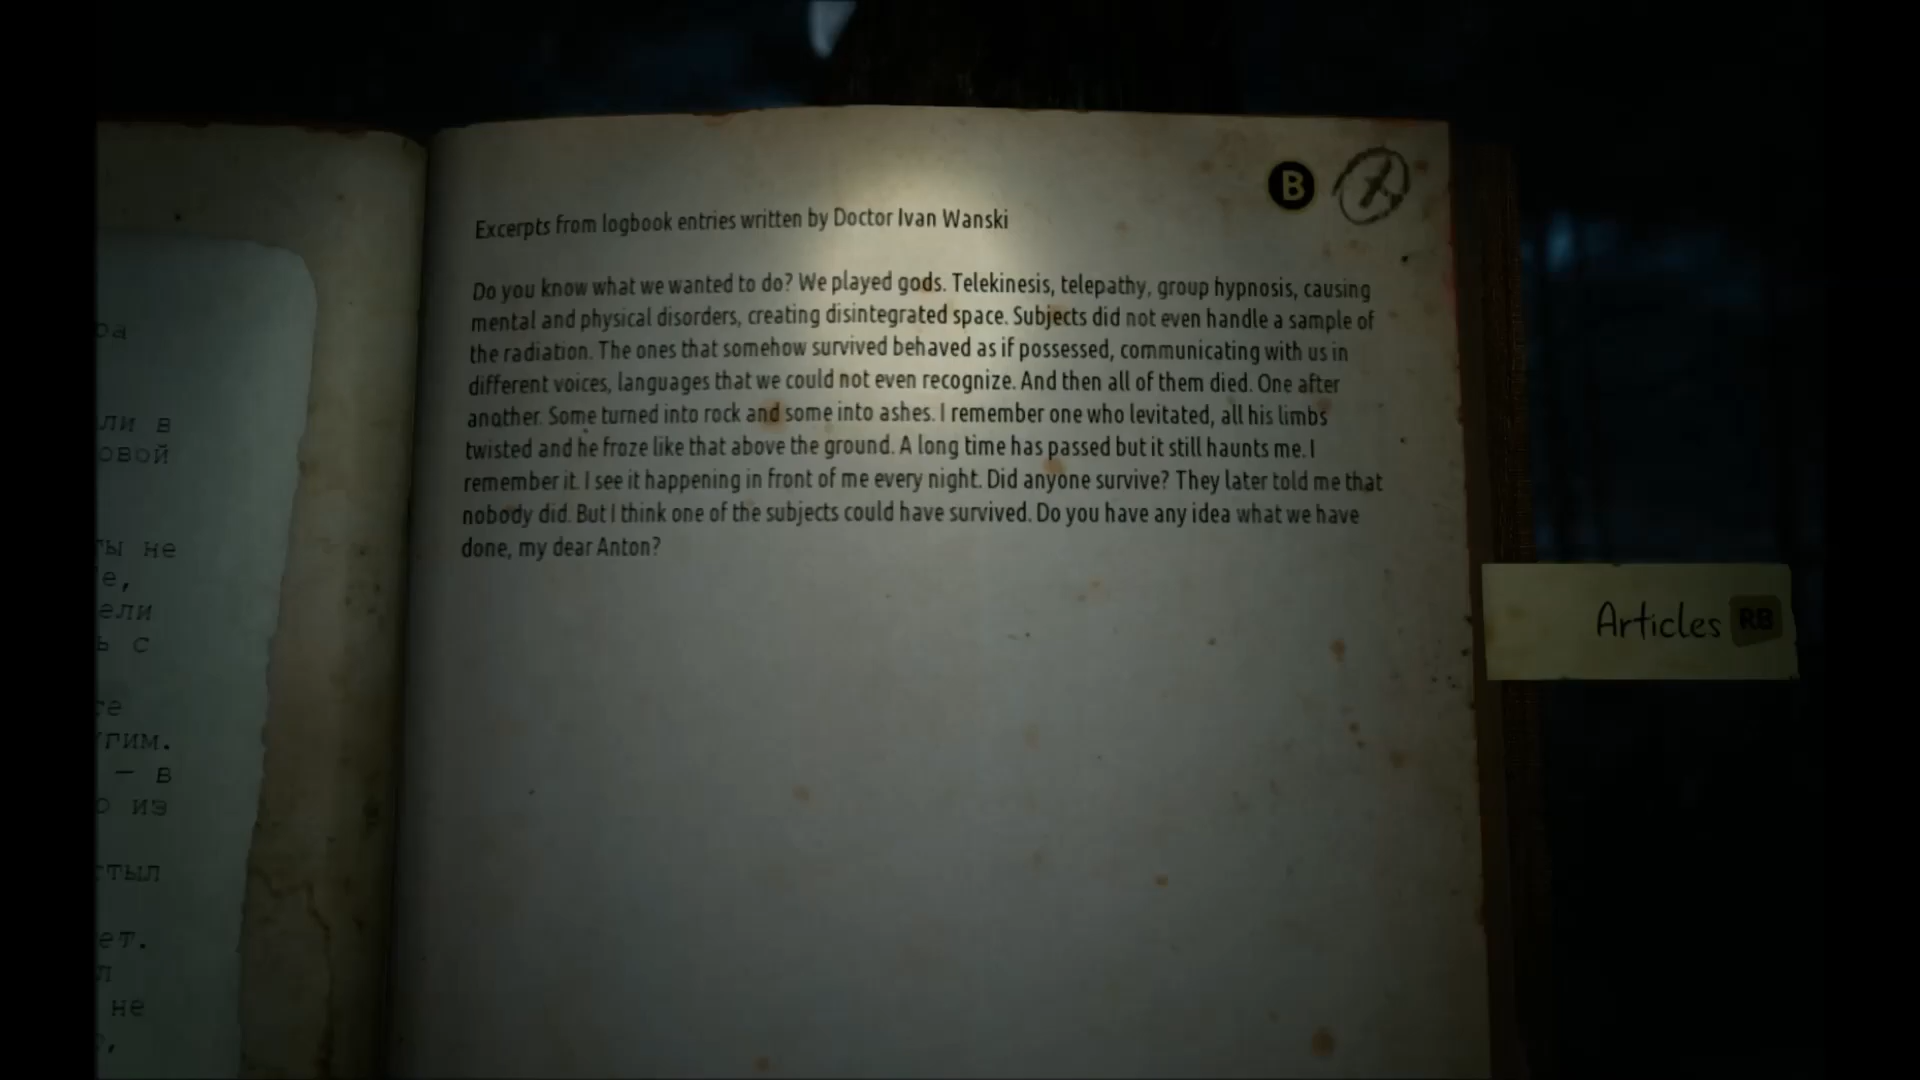 B
Excerpts from logbook entries written by Doctor Ivan Wanski
Do you know what we wanted to do? We played gods. Telekinesis, telepathy, group hypnosis, causing
mental and physical disorders, creating disintegrated space. Subjects did not even handle a sample of
the radiation. The ones that somehow survived behaved as if possessed, communicating with us in
different voices, languages that we could not even recognize. And then all of them died. One after
another. Some turned into rock and some into ashes. I remember one who levitated, all his limbs
twisted and he froze like that above the ground. A long time has passed but it still haunts me. I
remember it. I see it happening in front of me every night. Did anyone survive? They later told me that
nobody did. But I think one of the subjects could have survived. Do you have any idea what we have
done, my dear Anton?
Articles RB
ра
ли в
овой
ты не
е,
ели
ь с
се
угим.
— в
о из
стыл
ет.
л
не